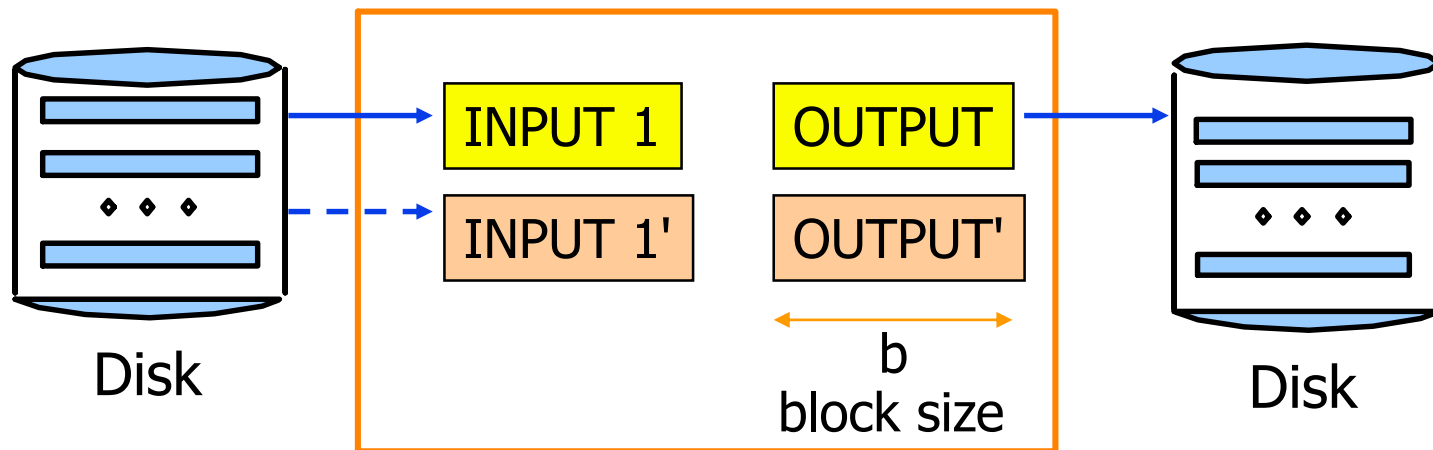 INPUT 1
OUTPUT
INPUT 1'
OUTPUT'
b
block size
Disk
Disk